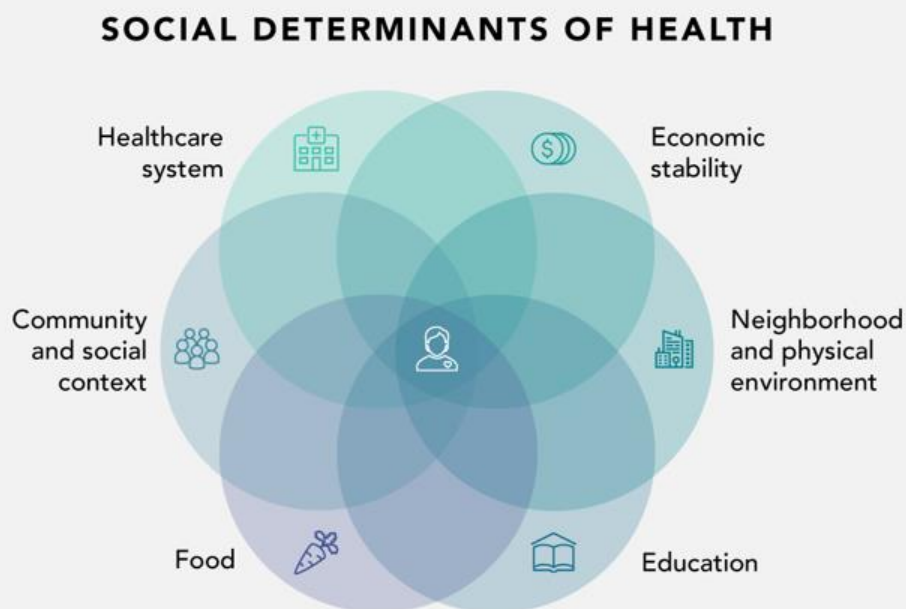 SOCIAL DETERMINANTS OF HEALTH
Healthcare
system
Economic
stability
Community
and social
context
Neighborhood
and physical
environment
Food
Education
$